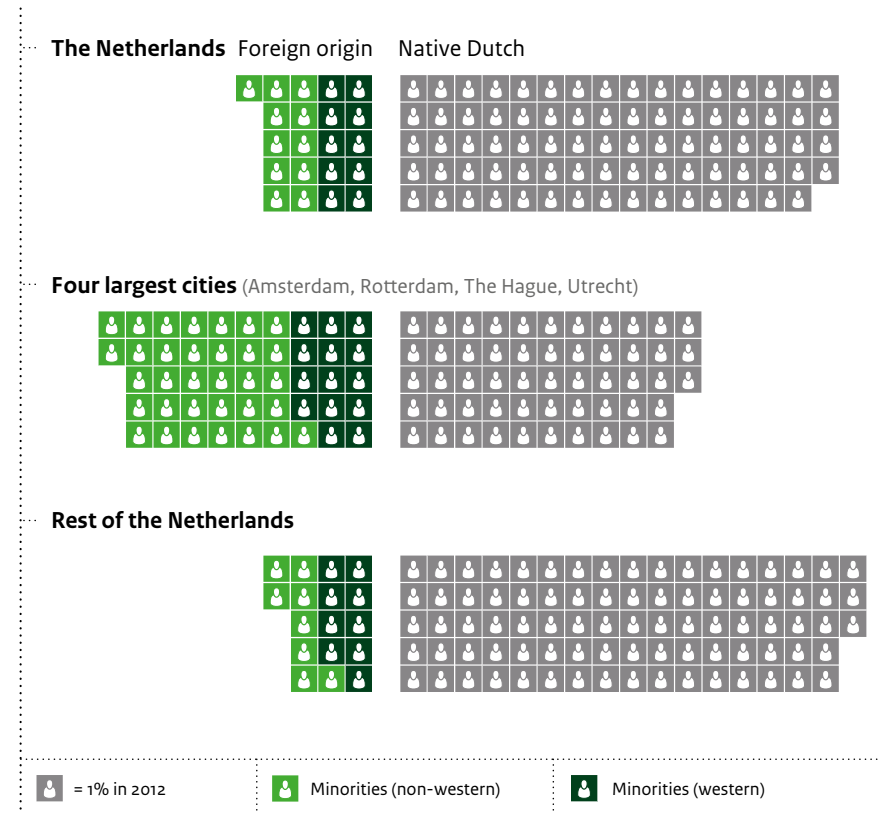 The Netherlands Foreign origin Native Dutch
Four largest cities (Amsterdam, Rotterdam, The Hague, Utrecht)
Rest of the Netherlands
= 1% in 2012 Minorities (non-western) Minorities (western)